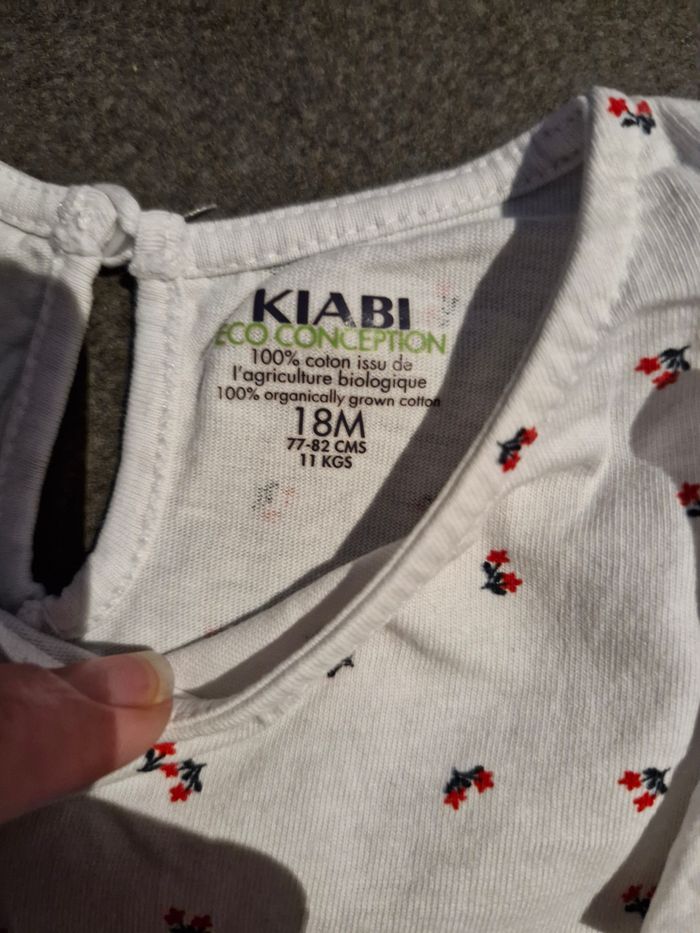 KIABI
ECO CONCEPTION
100% coton issu de
l'agriculture biologique
100% organically grown cotton
18M
77-82 CMS
11 KGS